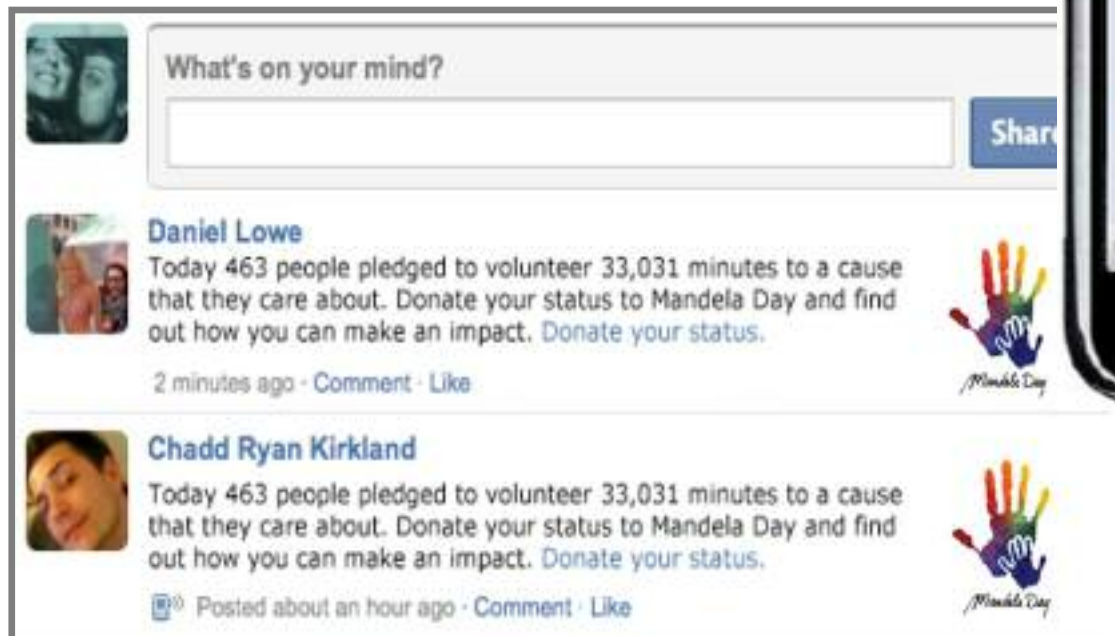 What's on your mind?
Share
Daniel Lowe
Today 463 people pledged to volunteer 33,031 minutes to a cause
that they care about. Donate your status to Mandela Day and find
out how you can make an impact. Donate your status.
Mandela Day
2 minutes ago · Comment · Like
Chadd Ryan Kirkland
Today 463 people pledged to volunteer 33,031 minutes to a cause
that they care about. Donate your status to Mandela Day and find
out how you can make an impact. Donate your status.
Mandela Day
Posted about an hour ago · Comment · Like